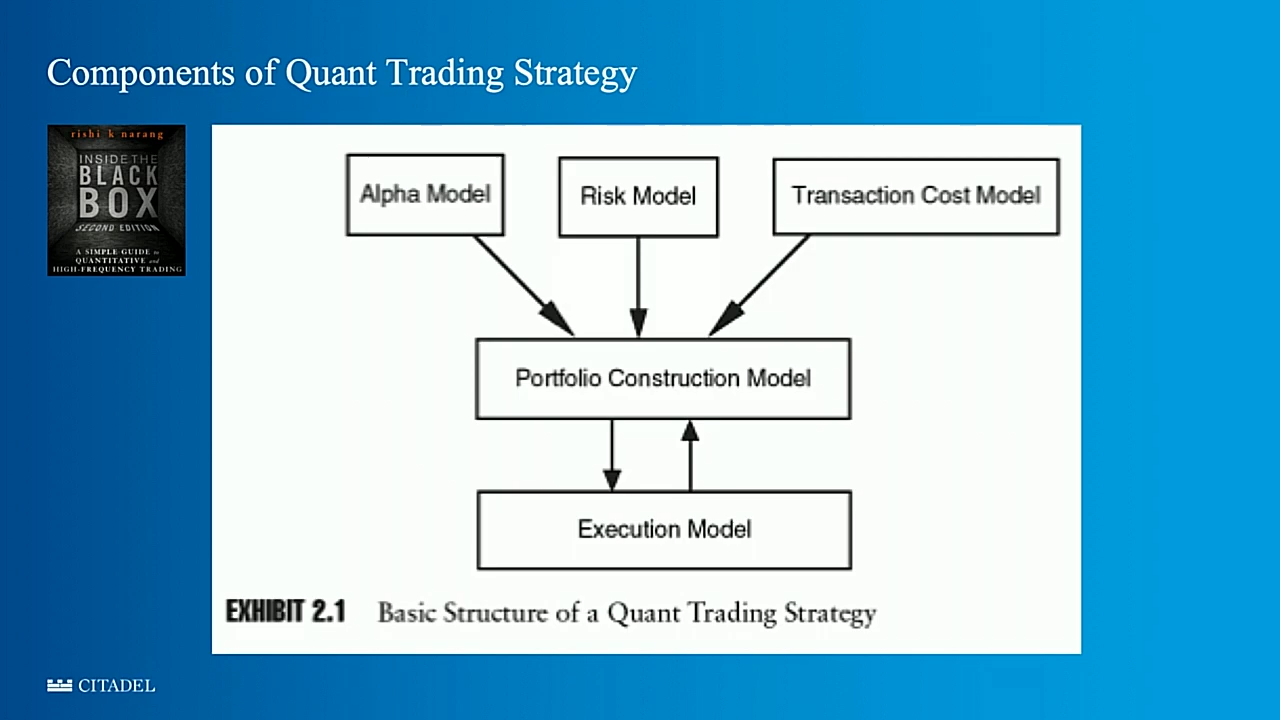 Components of Quant Trading Strategy
rishi k narang
INSIDE THE
BLACK
BOX
SECOND EDITION
A SIMPLE GUIDE to
QUANTITATIVE and
HIGH-FREQUENCY TRADING
Alpha Model
Risk Model
Transaction Cost Model
Portfolio Construction Model
Execution Model
EXHIBIT 2.1 Basic Structure of a Quant Trading Strategy
CITADEL